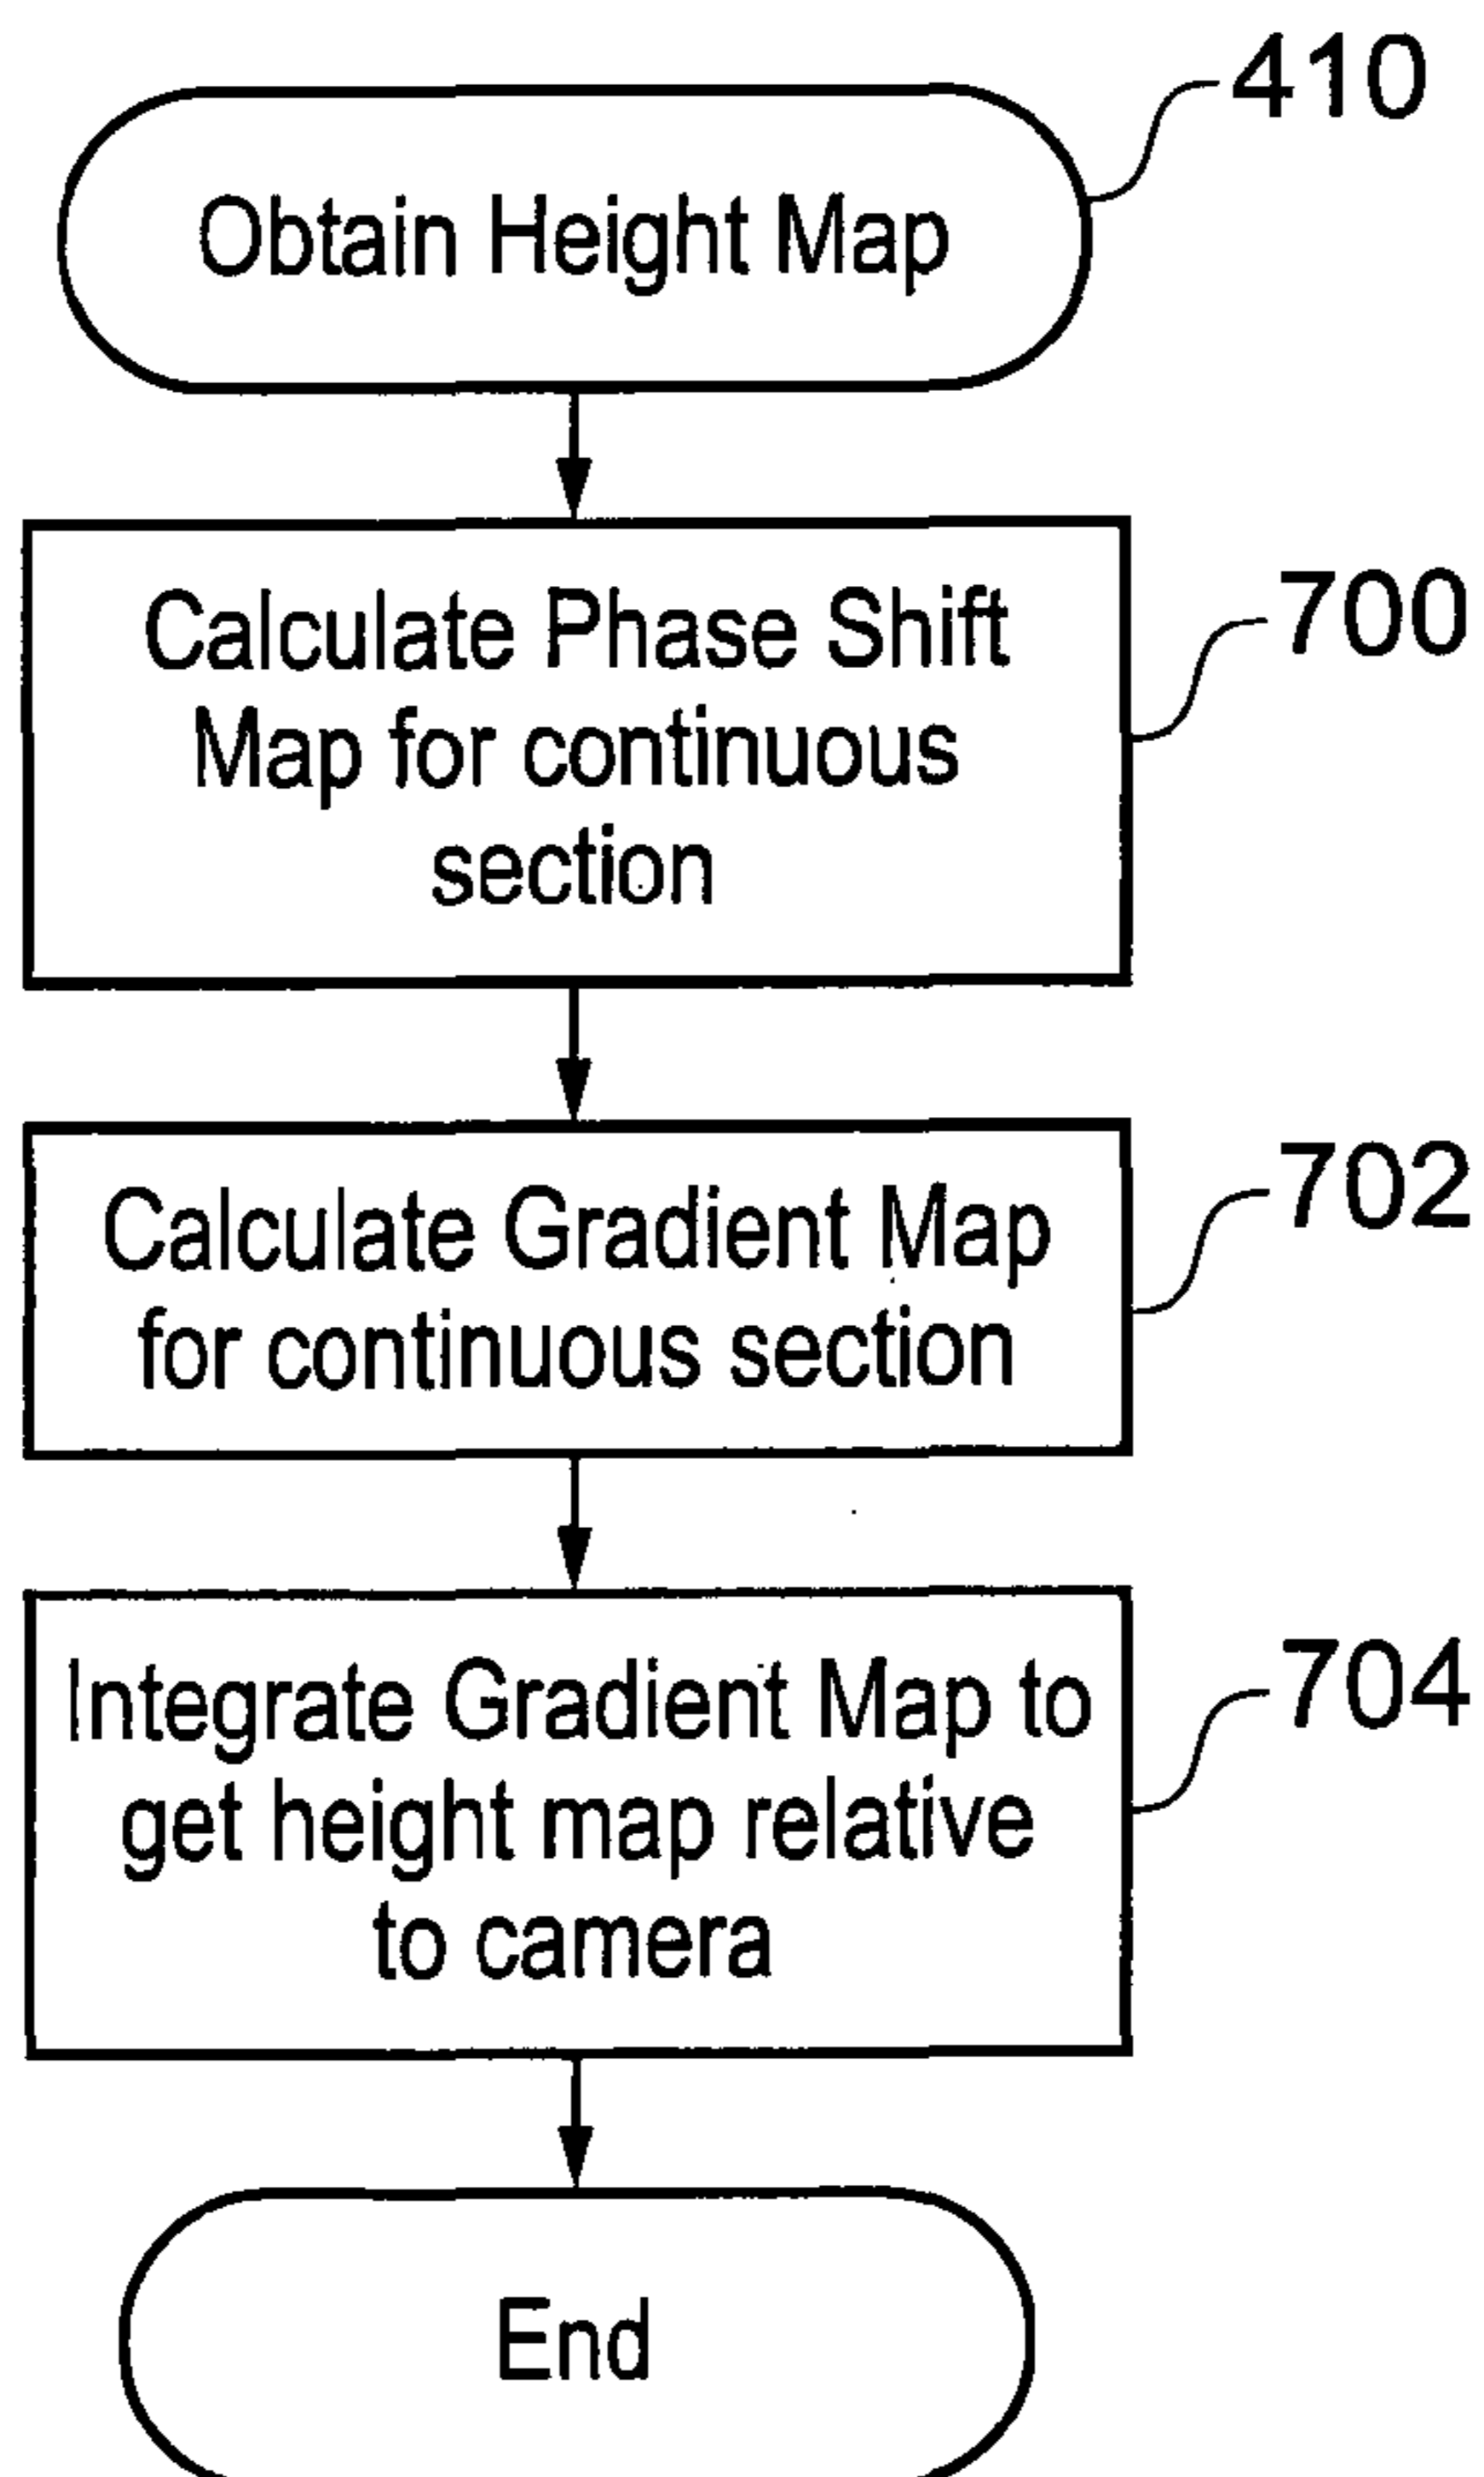 410
Obtain Height Map
700
Calculate Phase Shift
Map for continuous
section
702
Calculate Gradient Map
for continuous section
704
Integrate Gradient Map to
get height map relative
to camera
End